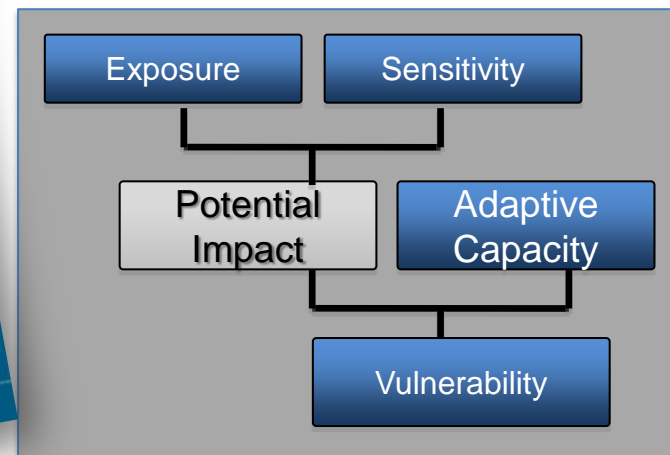 Exposure
Sensitivity
Potential
Impact
Adaptive
Capacity
Vulnerability